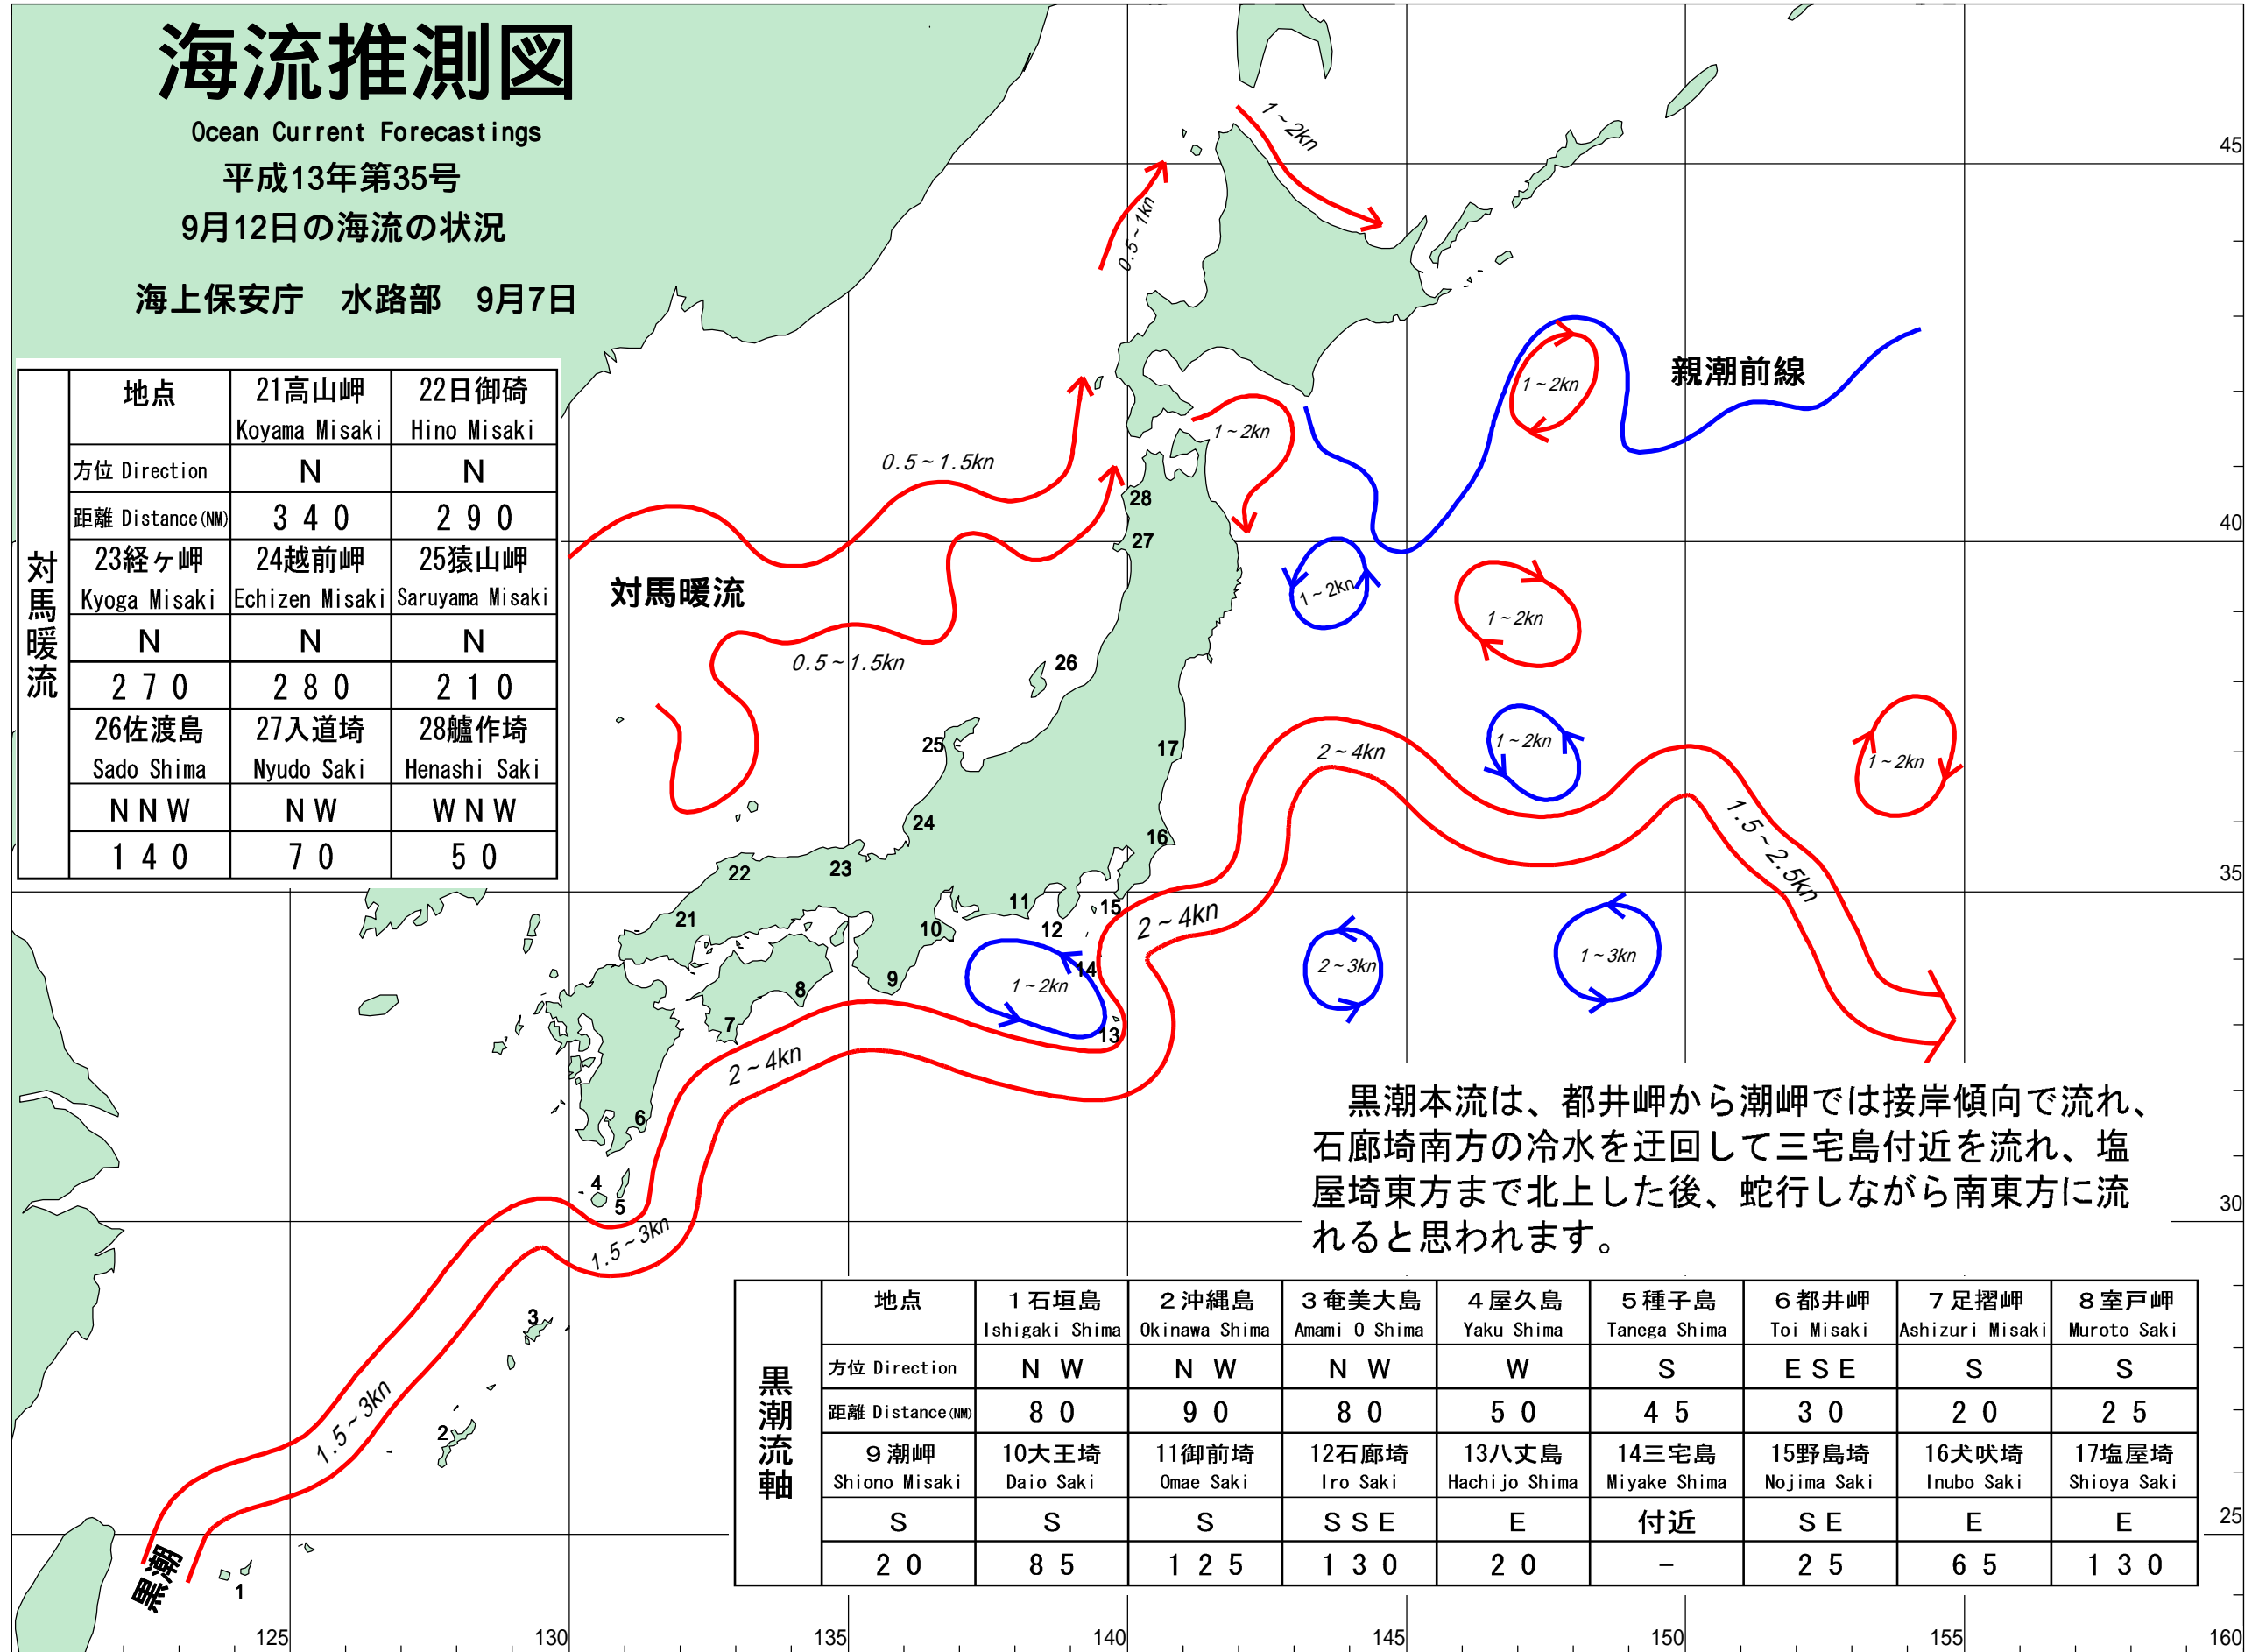 海流推測図
Ocean Current Forecastings
平成13年第35号
9月12日の海流の状況
海上保安庁　水路部　9月7日
対馬暖流
地点 21高山岬 22日御碕
Koyama Misaki Hino Misaki
方位 Direction N N
距離 Distance(NM) 340 290
23経ヶ岬 24越前岬 25猿山岬
Kyoga Misaki Echizen Misaki Saruyama Misaki
N N N
270 280 210
26佐渡島 27入道埼 28艫作埼
Sado Shima Nyudo Saki Henashi Saki
NNW NW WNW
140 70 50
1~2kn
0.5~1kn
45
親潮前線
1~2kn
1~2kn
0.5~1.5kn
28
27
40
対馬暖流
1~2kn
1~2kn
0.5~1.5kn
26
25
17
2~4kn
1~2kn
1~2kn
24
16
1.5~2.5kn
22
23
35
21
10
11
12
15
2~4kn
9
8
14
1~2kn
2~3kn
1~3kn
7
13
2~4kn
6
4
5
1.5~3kn
30
3
2
1.5~3kn
黒潮
1
25
黒潮本流は、都井岬から潮岬では接岸傾向で流れ、
石廊埼南方の冷水を迂回して三宅島付近を流れ、塩
屋埼東方まで北上した後、蛇行しながら南東方に流
れると思われます。
黒潮流軸
地点 1石垣島 2沖縄島 3奄美大島 4屋久島 5種子島 6都井岬 7足摺岬 8室戸岬
Ishigaki Shima Okinawa Shima Amami O Shima Yaku Shima Tanega Shima Toi Misaki Ashizuri Misaki Muroto Saki
方位 Direction NW NW NW W S ESE S S
距離 Distance(NM) 80 90 80 50 45 30 20 25
9潮岬 10大王埼 11御前埼 12石廊埼 13八丈島 14三宅島 15野島埼 16犬吠埼 17塩屋埼
Shiono Misaki Daio Saki Omae Saki Iro Saki Hachijo Shima Miyake Shima Nojima Saki Inubo Saki Shioya Saki
S S S SSE E 付近 SE E E
20 85 125 130 20 - 25 65 130
125 130 135 140 145 150 155 160